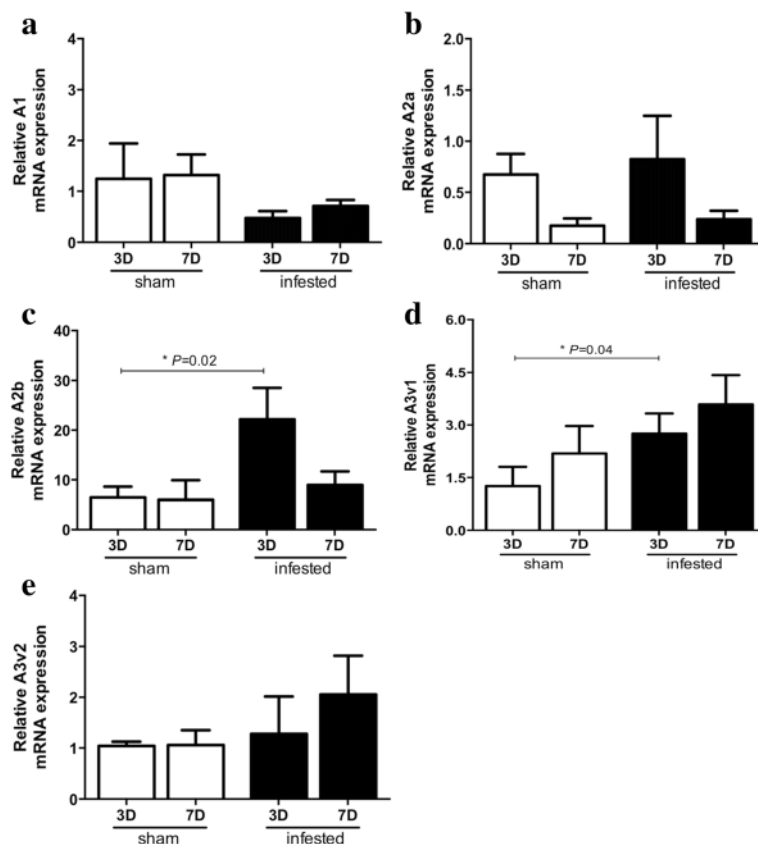 a
Relative A1
mRNA expression
4
3
2
1
0
3D 7D 3D 7D
sham infested
b
Relative A2a
mRNA expression
2.0
1.5
1.0
0.5
0.0
3D 7D 3D 7D
sham infested
c
Relative A2b
mRNA expression
40
30
20
10
0
* P=0.02
3D 7D 3D 7D
sham infested
d
Relative A3v1
mRNA expression
6.0
4.5
3.0
1.5
0.0
* P=0.04
3D 7D 3D 7D
sham infested
e
Relative A3v2
mRNA expression
4
3
2
1
0
3D 7D 3D 7D
sham infested